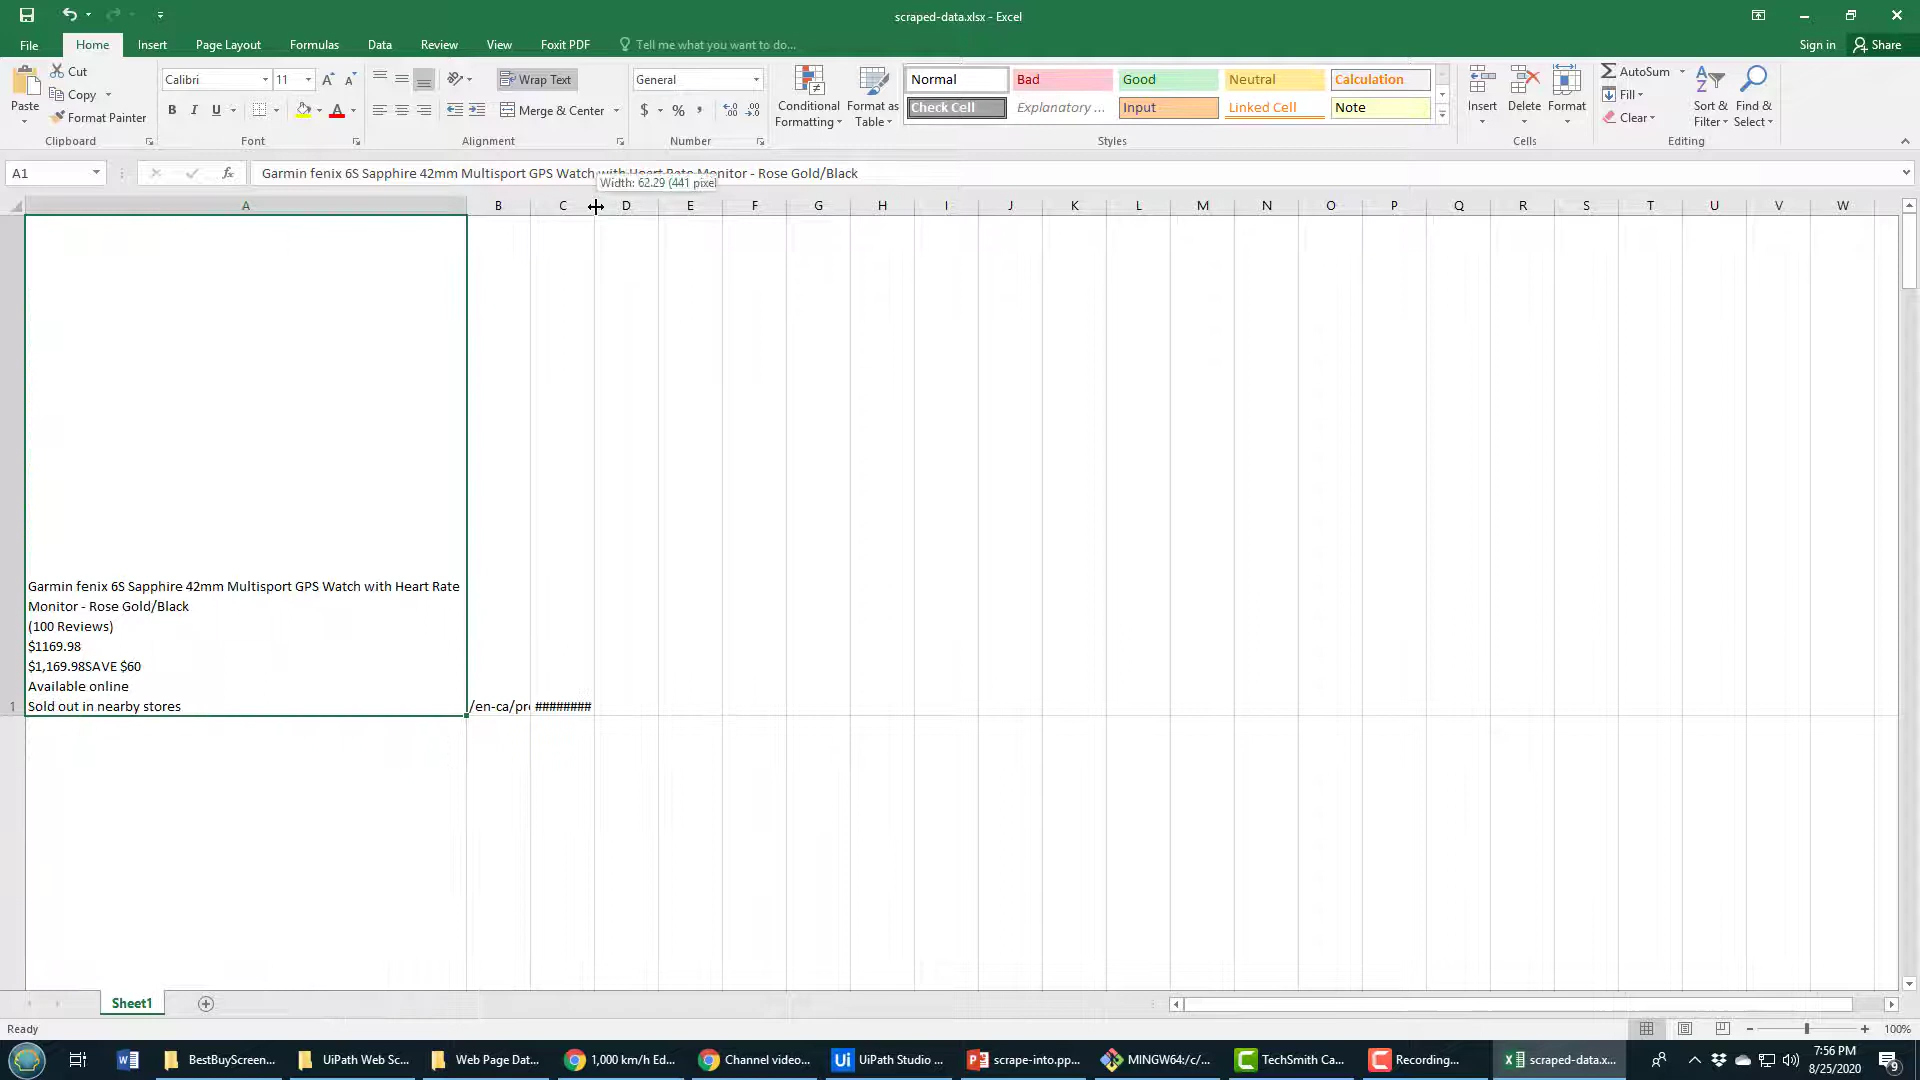 scraped-data.xlsx - Excel
File Home Insert Page Layout Formulas Data Review View Foxit PDF Tell me what you want to do... Sign in Share
Paste Cut Copy Format Painter Clipboard
Calibri 11 B I U A Font
Wrap Text Merge & Center Alignment
General $ % Number
Conditional Formatting Format as Table
Normal Bad Good Neutral Calculation
Check Cell Explanatory ... Input Linked Cell Note
Styles
Insert Delete Format Cells
AutoSum Fill Clear Sort & Filter Find & Select Editing
A1 fx Garmin fenix 6S Sapphire 42mm Multisport GPS Watch with Heart Rate Monitor - Rose Gold/Black
Width: 62.29 (441 pixel
A B C D E F G H I J K L M N O P Q R S T U V W
Garmin fenix 6S Sapphire 42mm Multisport GPS Watch with Heart Rate
Monitor - Rose Gold/Black
(100 Reviews)
$1169.98
$1,169.98SAVE $60
Available online
1 Sold out in nearby stores /en-ca/pr ########
Sheet1
Ready 100%
BestBuyScreen... UiPath Web Sc... Web Page Dat... 1,000 km/h Ed... Channel video... Ui UiPath Studio ... scrape-into.pp... MINGW64:/c/... TechSmith Ca... Recording... scraped-data.x... 7:56 PM
8/25/2020 9